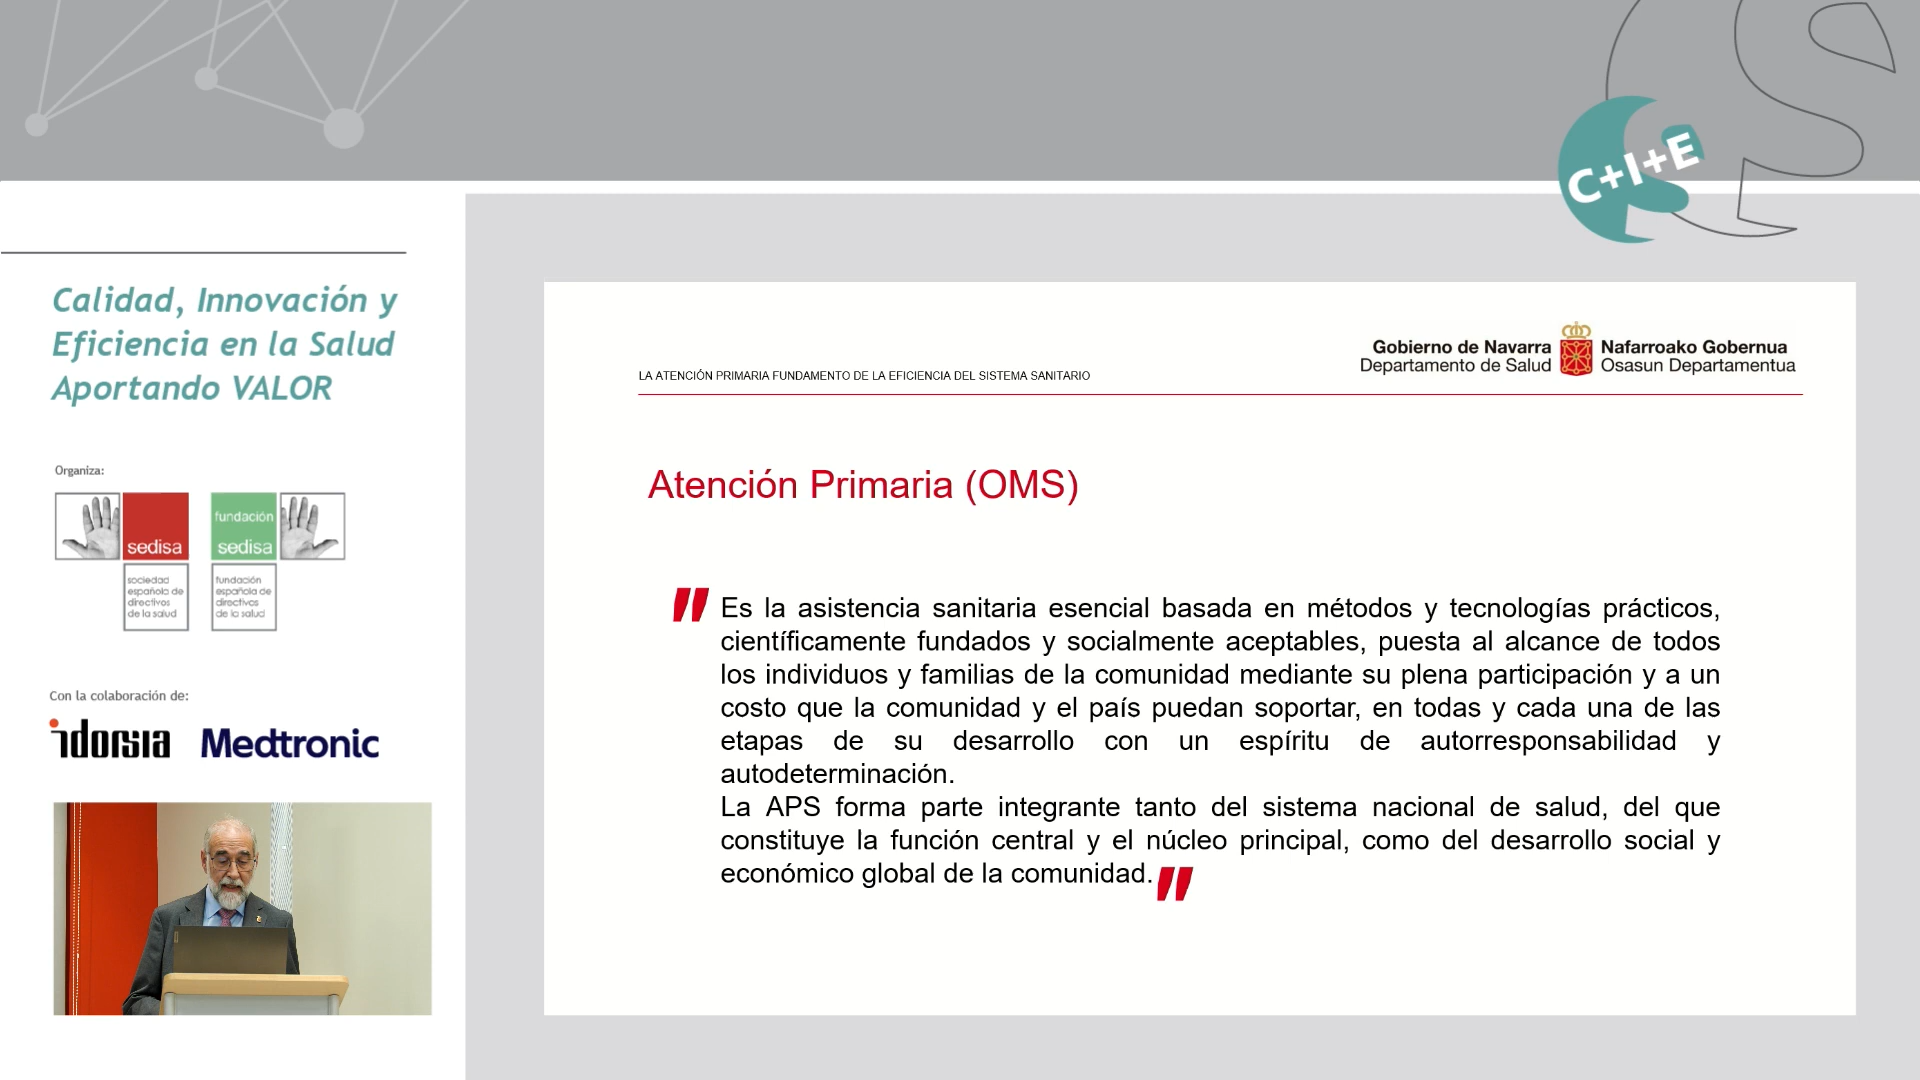 C+I+E
Calidad, Innovación y
Eficiencia en la Salud
Aportando VALOR
Organiza:
sedisa
sociedad
española de
directivos
de la salud
fundación
sedisa
fundación
española de
directivos
de la salud
Con la colaboración de:
idorsia
Medtronic
LA ATENCIÓN PRIMARIA FUNDAMENTO DE LA EFICIENCIA DEL SISTEMA SANITARIO
Gobierno de Navarra
Departamento de Salud
Nafarroako Gobernua
Osasun Departamentua
Atención Primaria (OMS)
" Es la asistencia sanitaria esencial basada en métodos y tecnologías prácticos,
científicamente fundados y socialmente aceptables, puesta al alcance de todos
los individuos y familias de la comunidad mediante su plena participación y a un
costo que la comunidad y el país puedan soportar, en todas y cada una de las
etapas de su desarrollo con un espíritu de autorresponsabilidad y
autodeterminación.
La APS forma parte integrante tanto del sistema nacional de salud, del que
constituye la función central y el núcleo principal, como del desarrollo social y
económico global de la comunidad. "